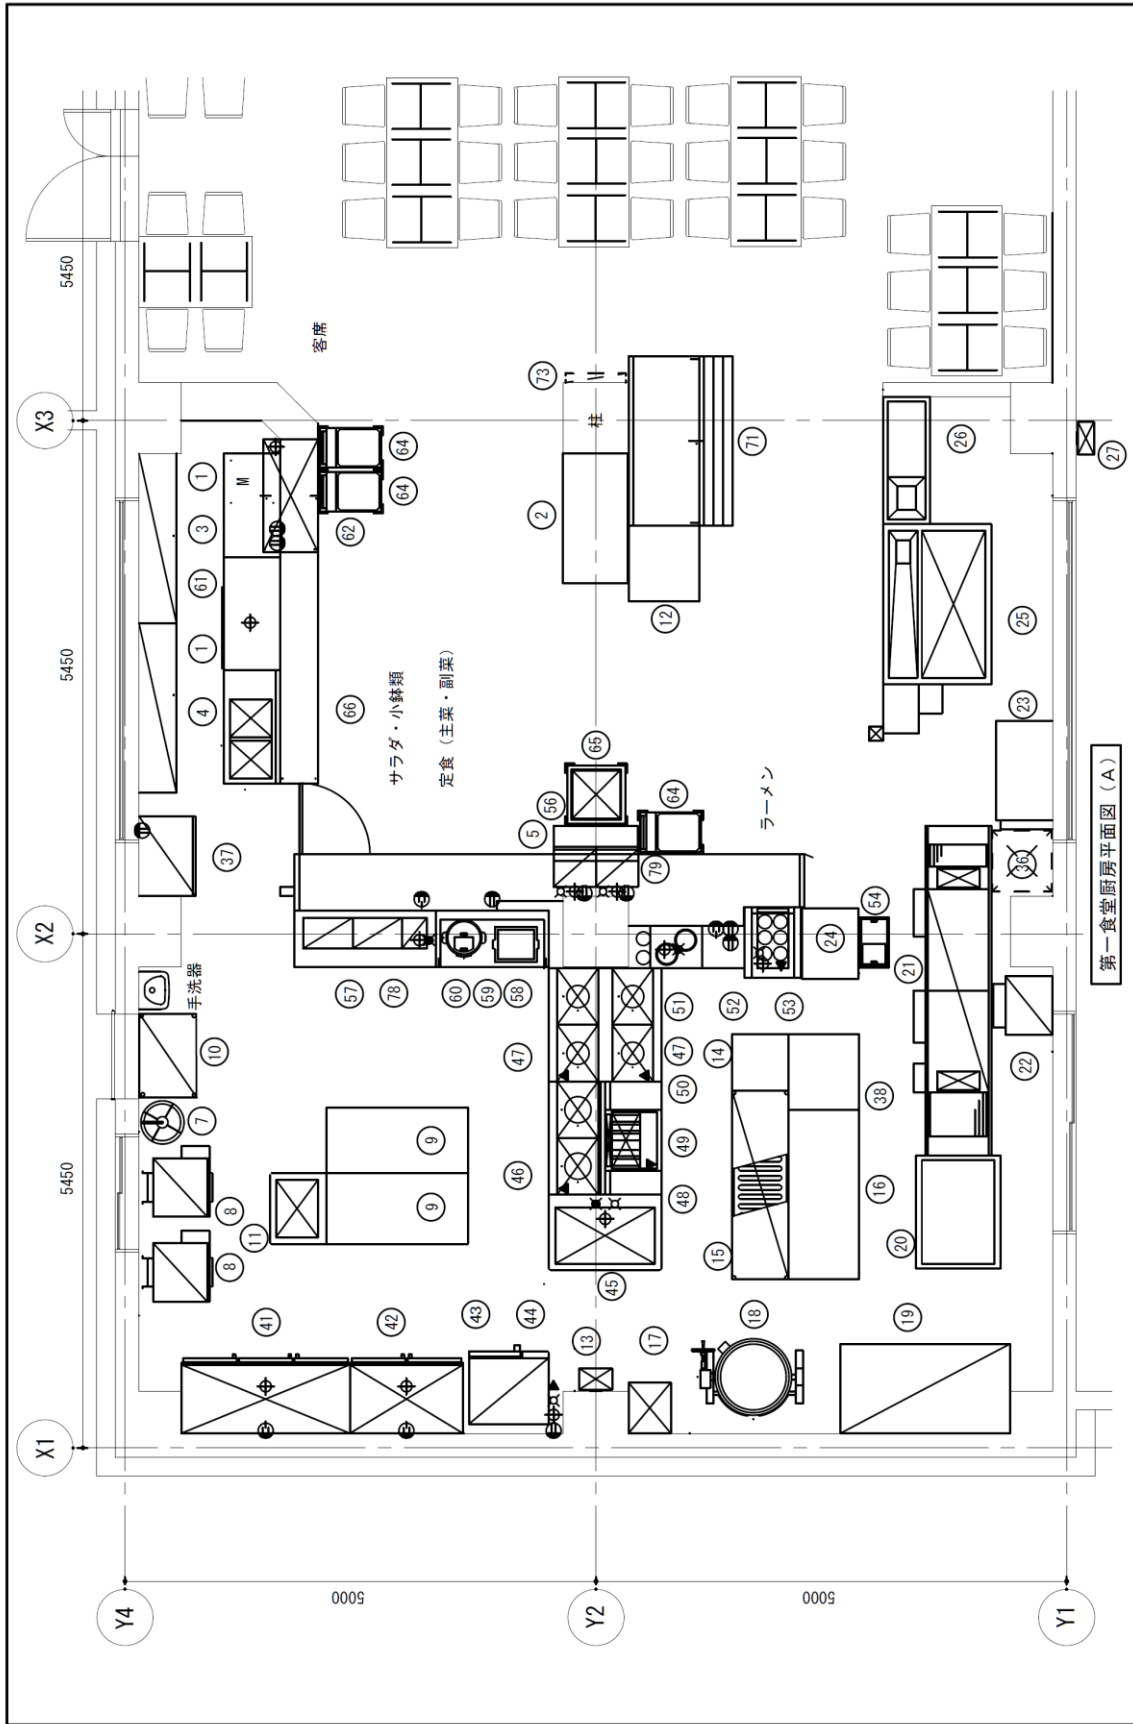 X1 X2 X3
5450 5450 5450
Y4
手洗器
⑧ ⑧ ⑦ ⑩ ㊲ ④ ① 61 ③ ①
M
⑪
㊶
客席
5000
57 66 62
㊷ 78
サラダ・小鉢類
64 64
⑨ ⑨
定食（主菜・副菜）
60
㊸ 59
㊻ ㊼ 58
㊹ ⑤ ② 73
56
Y2 ⑬ 65 柱
㊺
⑰ 79 ⑫
㊽ ㊾ ㊿ ㊼ 51 64
⑮ ⑭ 52
⑱ 71
ラーメン
53
5000
㉔
⑯ ㊳ 54
⑲ ⑳ ㉑
㉖
㉒ ㊱ ㉓ ㉕
Y1 ㉗
第一食堂厨房平面図（A）